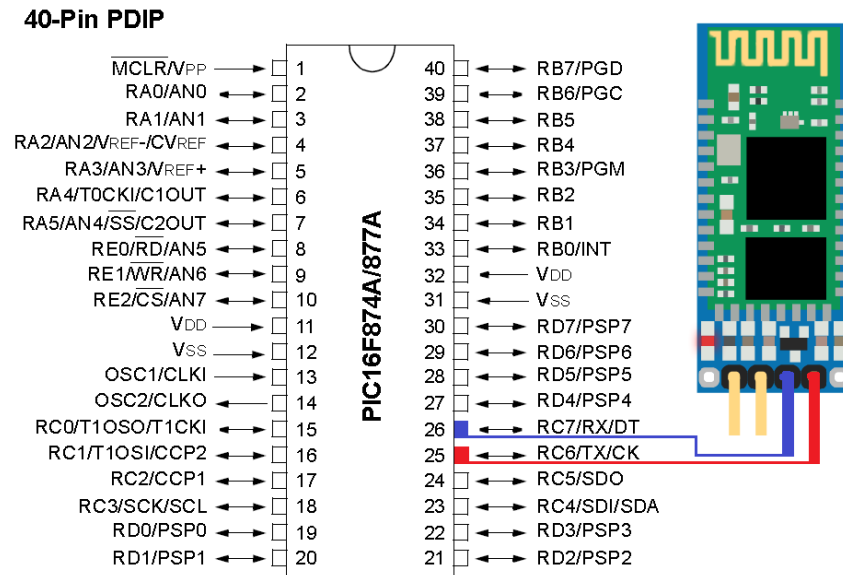 40-Pin PDIP
MCLR/VPP 1 40 RB7/PGD
RA0/AN0 2 39 RB6/PGC
RA1/AN1 3 38 RB5
RA2/AN2/VREF-/CVREF 4 37 RB4
RA3/AN3/VREF+ 5 36 RB3/PGM
RA4/T0CKI/C1OUT 6 35 RB2
RA5/AN4/SS/C2OUT 7 34 RB1
RE0/RD/AN5 8 33 RB0/INT
RE1/WR/AN6 9 32 VDD
RE2/CS/AN7 10 31 VSS
VDD 11 30 RD7/PSP7
VSS 12 29 RD6/PSP6
OSC1/CLKI 13 28 RD5/PSP5
OSC2/CLKO 14 27 RD4/PSP4
RC0/T1OSO/T1CKI 15 26 RC7/RX/DT
RC1/T1OSI/CCP2 16 25 RC6/TX/CK
RC2/CCP1 17 24 RC5/SDO
RC3/SCK/SCL 18 23 RC4/SDI/SDA
RD0/PSP0 19 22 RD3/PSP3
RD1/PSP1 20 21 RD2/PSP2
PIC16F874A/877A